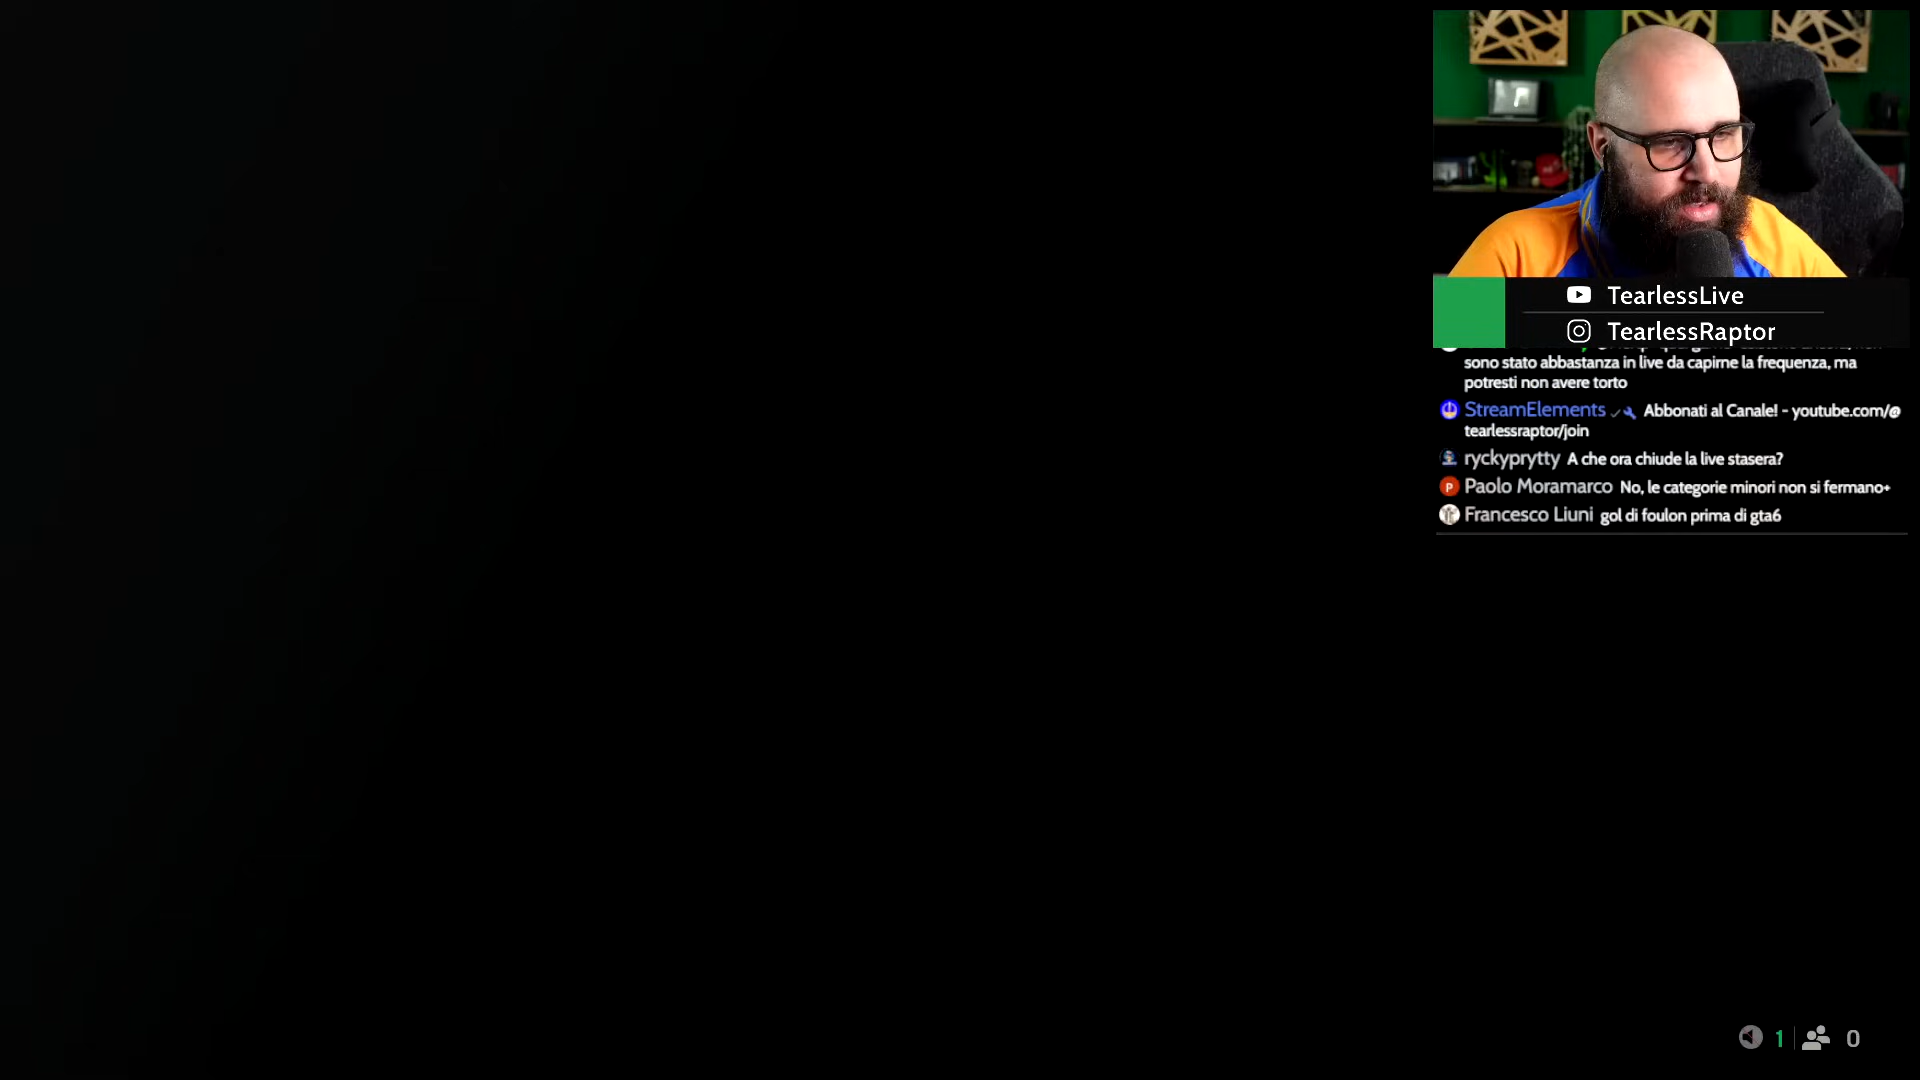 TearlessLive
TearlessRaptor
sono stato abbastanza in live da capirne la frequenza, ma
potresti non avere torto
StreamElements Abbonati al Canale! - youtube.com/@
tearlessraptor/join
ryckyprytty A che ora chiude la live stasera?
P Paolo Moramarco No, le categorie minori non si fermano+
Francesco Liuni gol di foulon prima di gta6
1 0